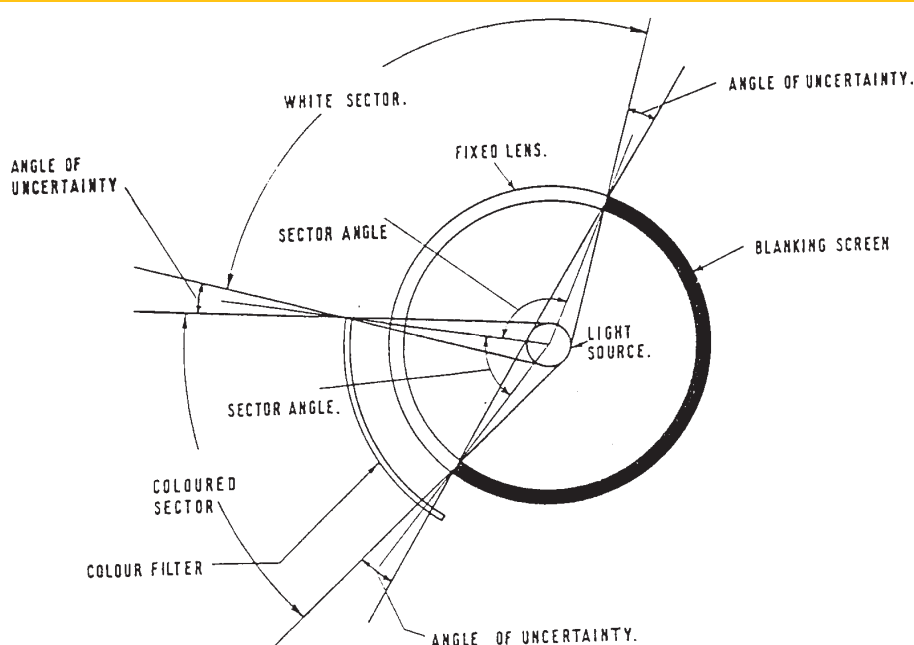 ANGLE OF UNCERTAINTY.
WHITE SECTOR.
FIXED LENS.
ANGLE OF
UNCERTAINTY
SECTOR ANGLE
BLANKING SCREEN
LIGHT
SOURCE.
SECTOR ANGLE.
COLOURED
SECTOR
COLOUR FILTER
ANGLE OF UNCERTAINTY.